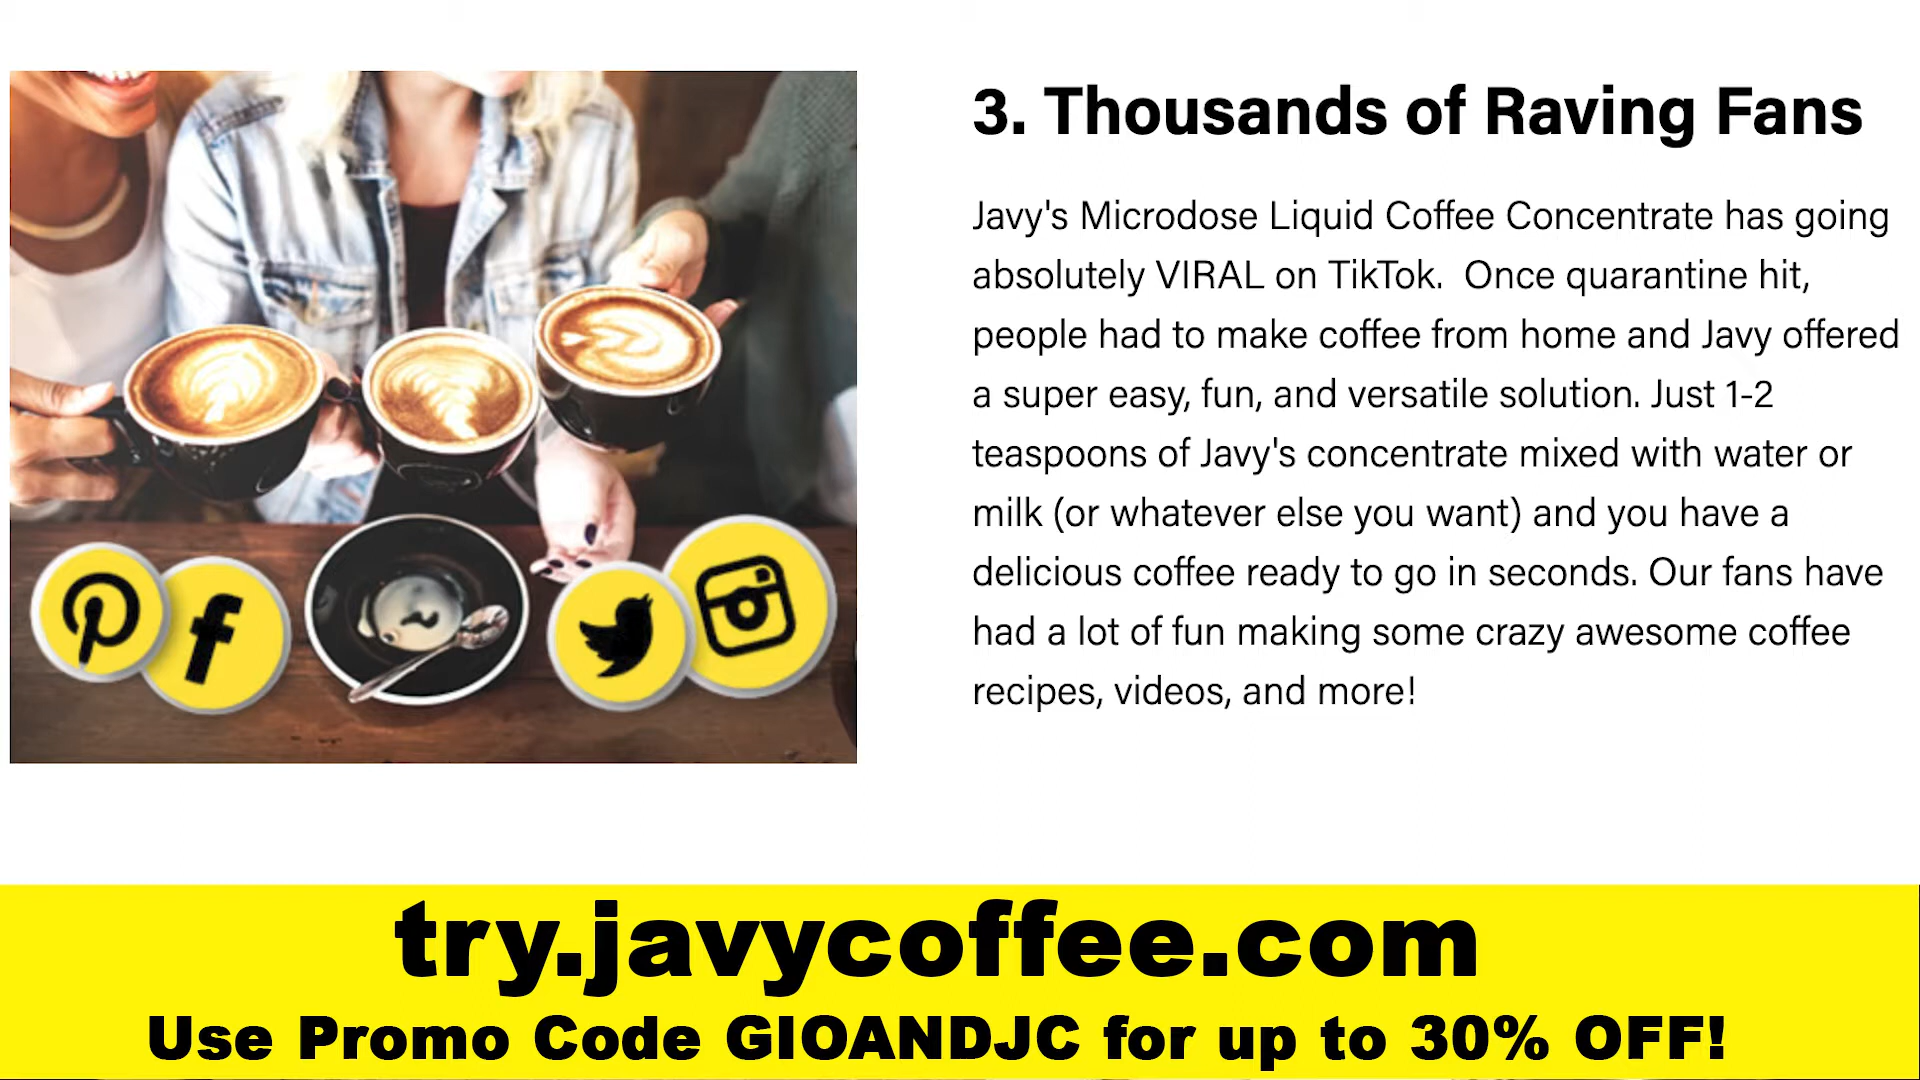 3. Thousands of Raving Fans
Javy's Microdose Liquid Coffee Concentrate has going
absolutely VIRAL on TikTok.  Once quarantine hit,
people had to make coffee from home and Javy offered
a super easy, fun, and versatile solution. Just 1-2
teaspoons of Javy's concentrate mixed with water or
milk (or whatever else you want) and you have a
delicious coffee ready to go in seconds. Our fans have
had a lot of fun making some crazy awesome coffee
recipes, videos, and more!
try.javycoffee.com
Use Promo Code GIOANDJC for up to 30% OFF!